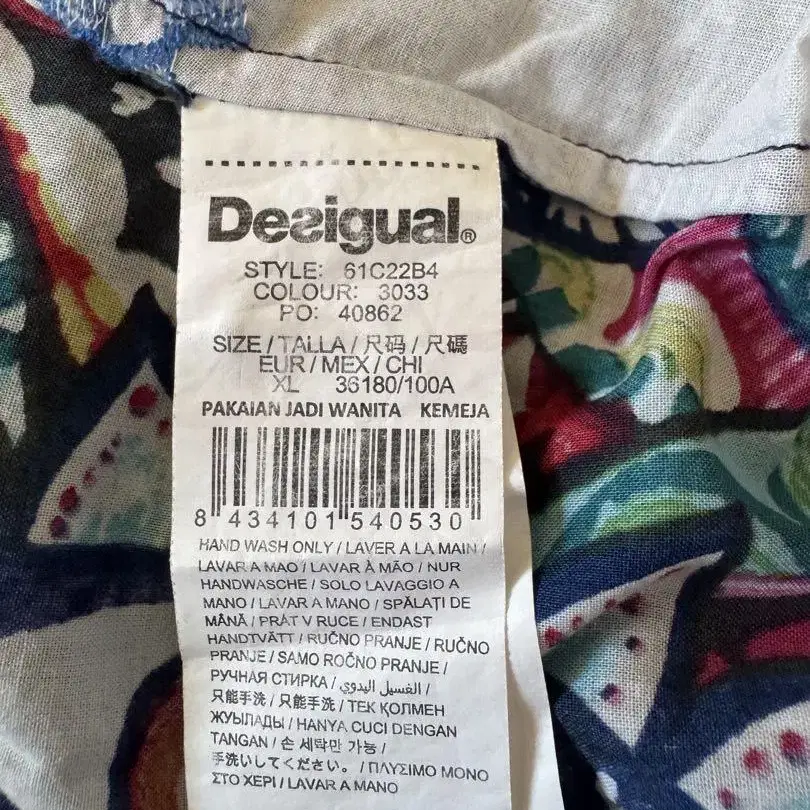 Desigual®
STYLE: 61C22B4
COLOUR: 3033
PO: 40862
SIZE / TALLA / 尺码 / 尺碼
EUR / MEX / CHI
XL 36180/100A
PAKAIAN JADI WANITA KEMEJA
8 434101 540530
HAND WASH ONLY / LAVER A LA MAIN /
LAVAR A MAO / LAVAR À MÃO / NUR
HANDWASCHE / SOLO LAVAGGIO A
MANO / LAVAR A MANO / SPĂLAȚI DE
MÂNĂ / PRÁT V RUCE / ENDAST
HANDTVÄTT / RUČNO PRANJE / RUČNO
PRANJE / SAMO ROČNO PRANJE /
РУЧНАЯ СТИРКА / الغسيل اليدوي /
只能手洗 / 只能手洗 / ТЕК ҚОЛМЕН
ЖУЫЛАДЫ / HANYA CUCI DENGAN
TANGAN / 손 세탁만 가능 /
手洗いしてください。 / ΠΛΥΣΙΜΟ ΜΟΝΟ
ΣΤΟ ΧΕΡΙ / LAVAR A MANO